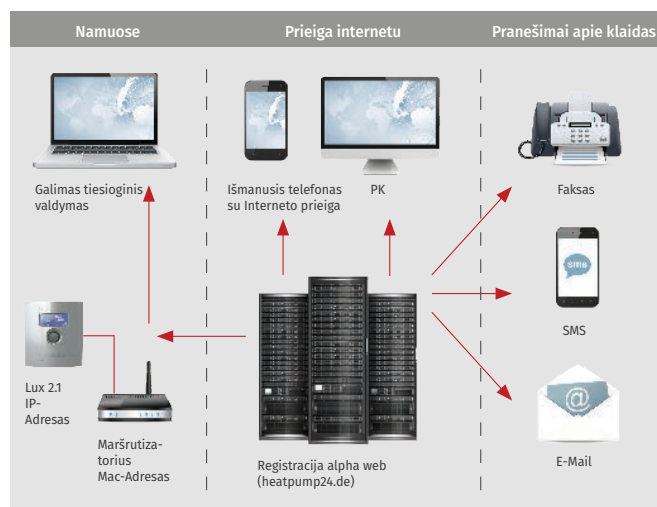 Namuose
Prieiga internetu
Pranešimai apie klaidas
Galimas tiesioginis
valdymas
Išmanusis telefonas
su Interneto prieiga
PK
Faksas
sms
SMS
Lux 2.1
IP-
Adresas
Maršrutiza-
torius
Mac-Adresas
Registracija alpha web
(heatpump24.de)
@
E-Mail